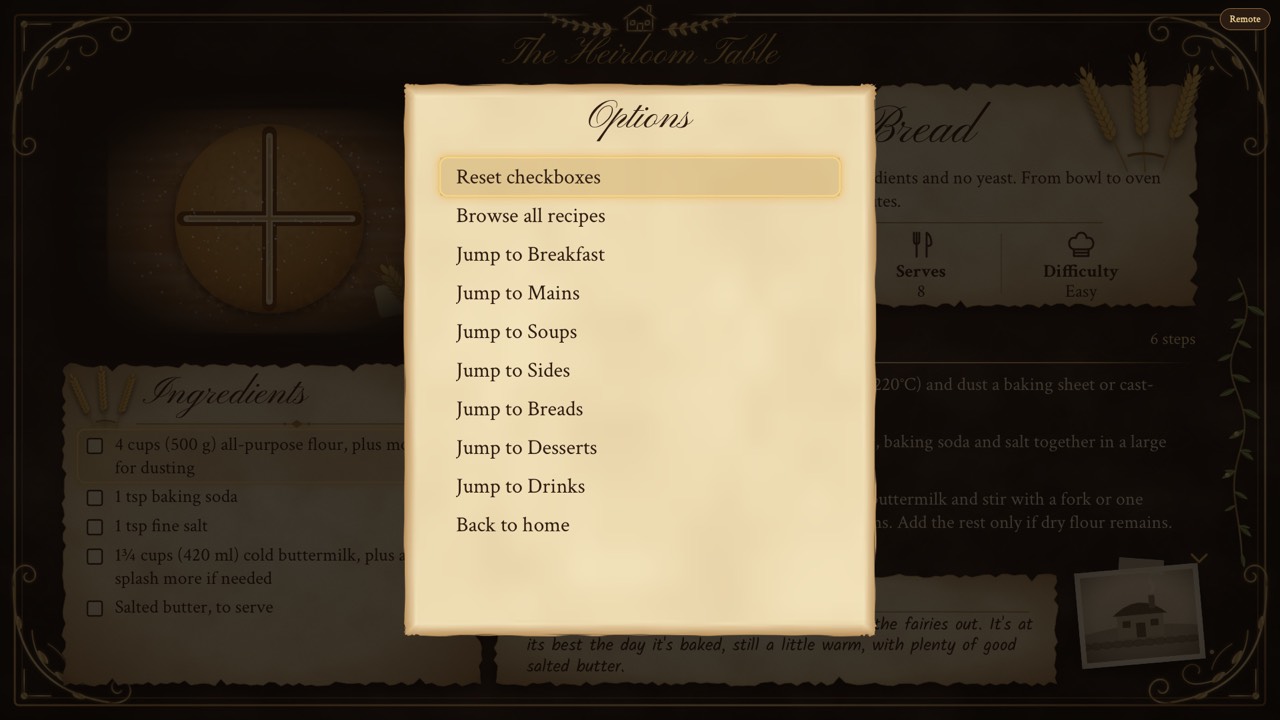 Remote
The Heirloom Table
Options
Reset checkboxes
Browse all recipes
Jump to Breakfast
Jump to Mains
Jump to Soups
Jump to Sides
Jump to Breads
Jump to Desserts
Jump to Drinks
Back to home
Bread
and no yeast. From bowl to oven
Serves
8
Difficulty
Easy
6 steps
Ingredients
4 cups (500 g) all-purpose flour, plus
for dusting
1 tsp baking soda
1 tsp fine salt
1¾ cups (420 ml) cold buttermilk, plus a
splash more if needed
Salted butter, to serve
220°C) and dust a baking sheet or cast-
, baking soda and salt together in a large
and stir with a fork or one
Add the rest only if dry flour remains.
the fairies out. It's at
its best the day it's baked, still a little warm, with plenty of good
salted butter.